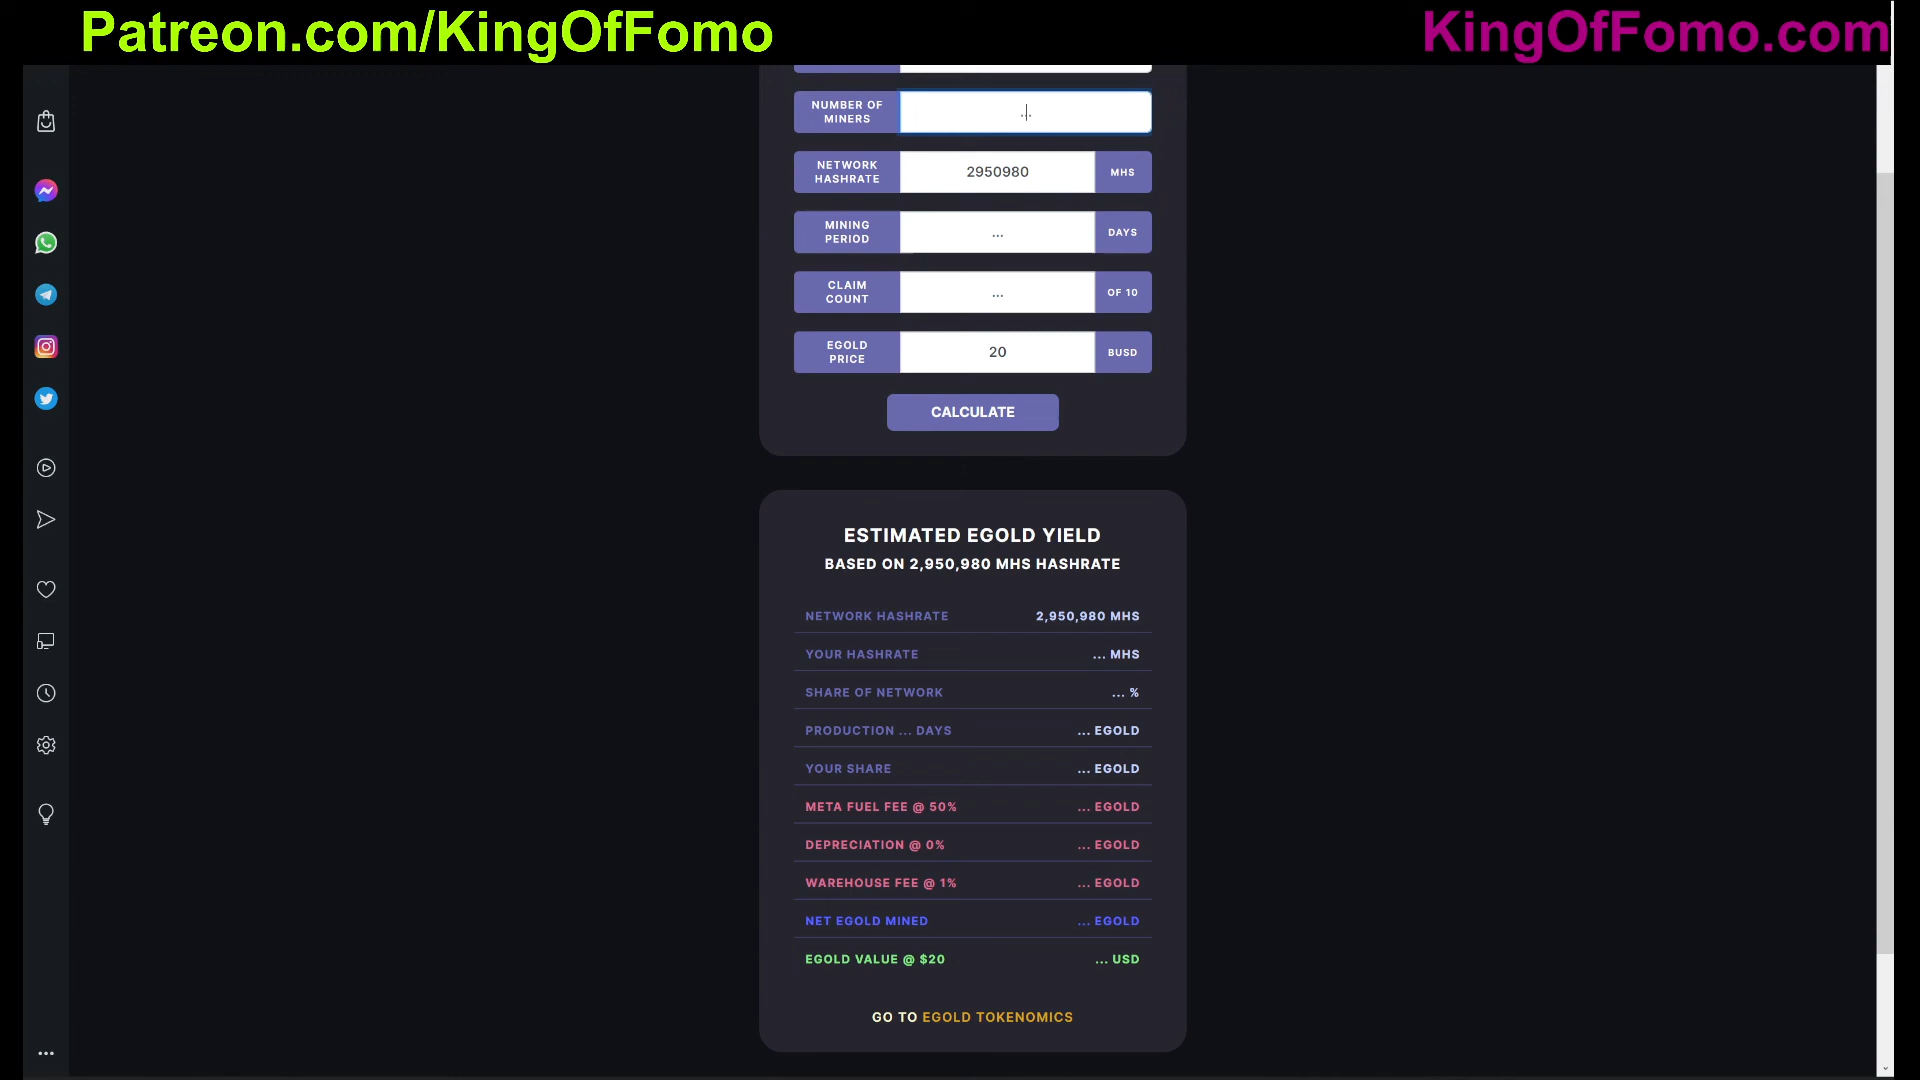 Patreon.com/KingOfFomo
KingOfFomo.com
NUMBER OF
MINERS
...
NETWORK
HASHRATE
2950980
MHS
MINING
PERIOD
...
DAYS
CLAIM
COUNT
...
OF 10
EGOLD
PRICE
20
BUSD
CALCULATE
ESTIMATED EGOLD YIELD
BASED ON 2,950,980 MHS HASHRATE
NETWORK HASHRATE 2,950,980 MHS
YOUR HASHRATE ... MHS
SHARE OF NETWORK ... %
PRODUCTION ... DAYS ... EGOLD
YOUR SHARE ... EGOLD
META FUEL FEE @ 50% ... EGOLD
DEPRECIATION @ 0% ... EGOLD
WAREHOUSE FEE @ 1% ... EGOLD
NET EGOLD MINED ... EGOLD
EGOLD VALUE @ $20 ... USD
GO TO EGOLD TOKENOMICS